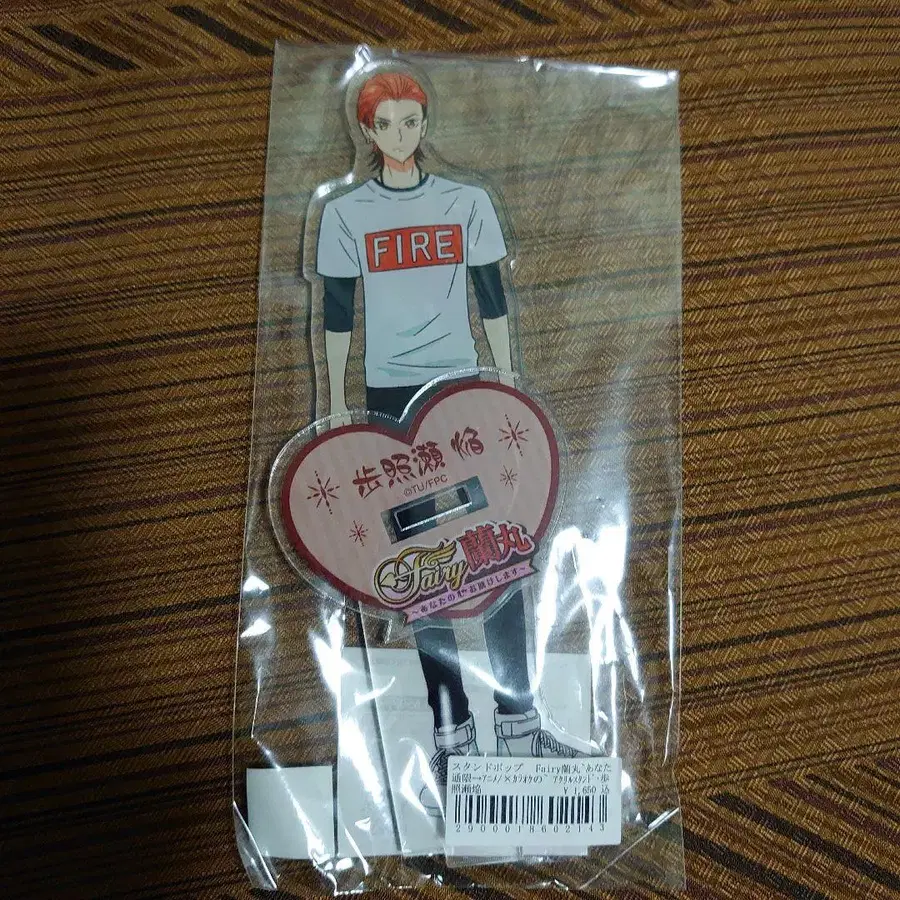 FIRE
歩照瀬 焔
©TU/FPC
Fairy蘭丸
～あなたの心お助けします～
スタンドポップ Fairy蘭丸~あなた
通限→アニメ/×カラオケの゛アクリルスタンド・歩
照瀬焔
￥1,650 込
2900018602143